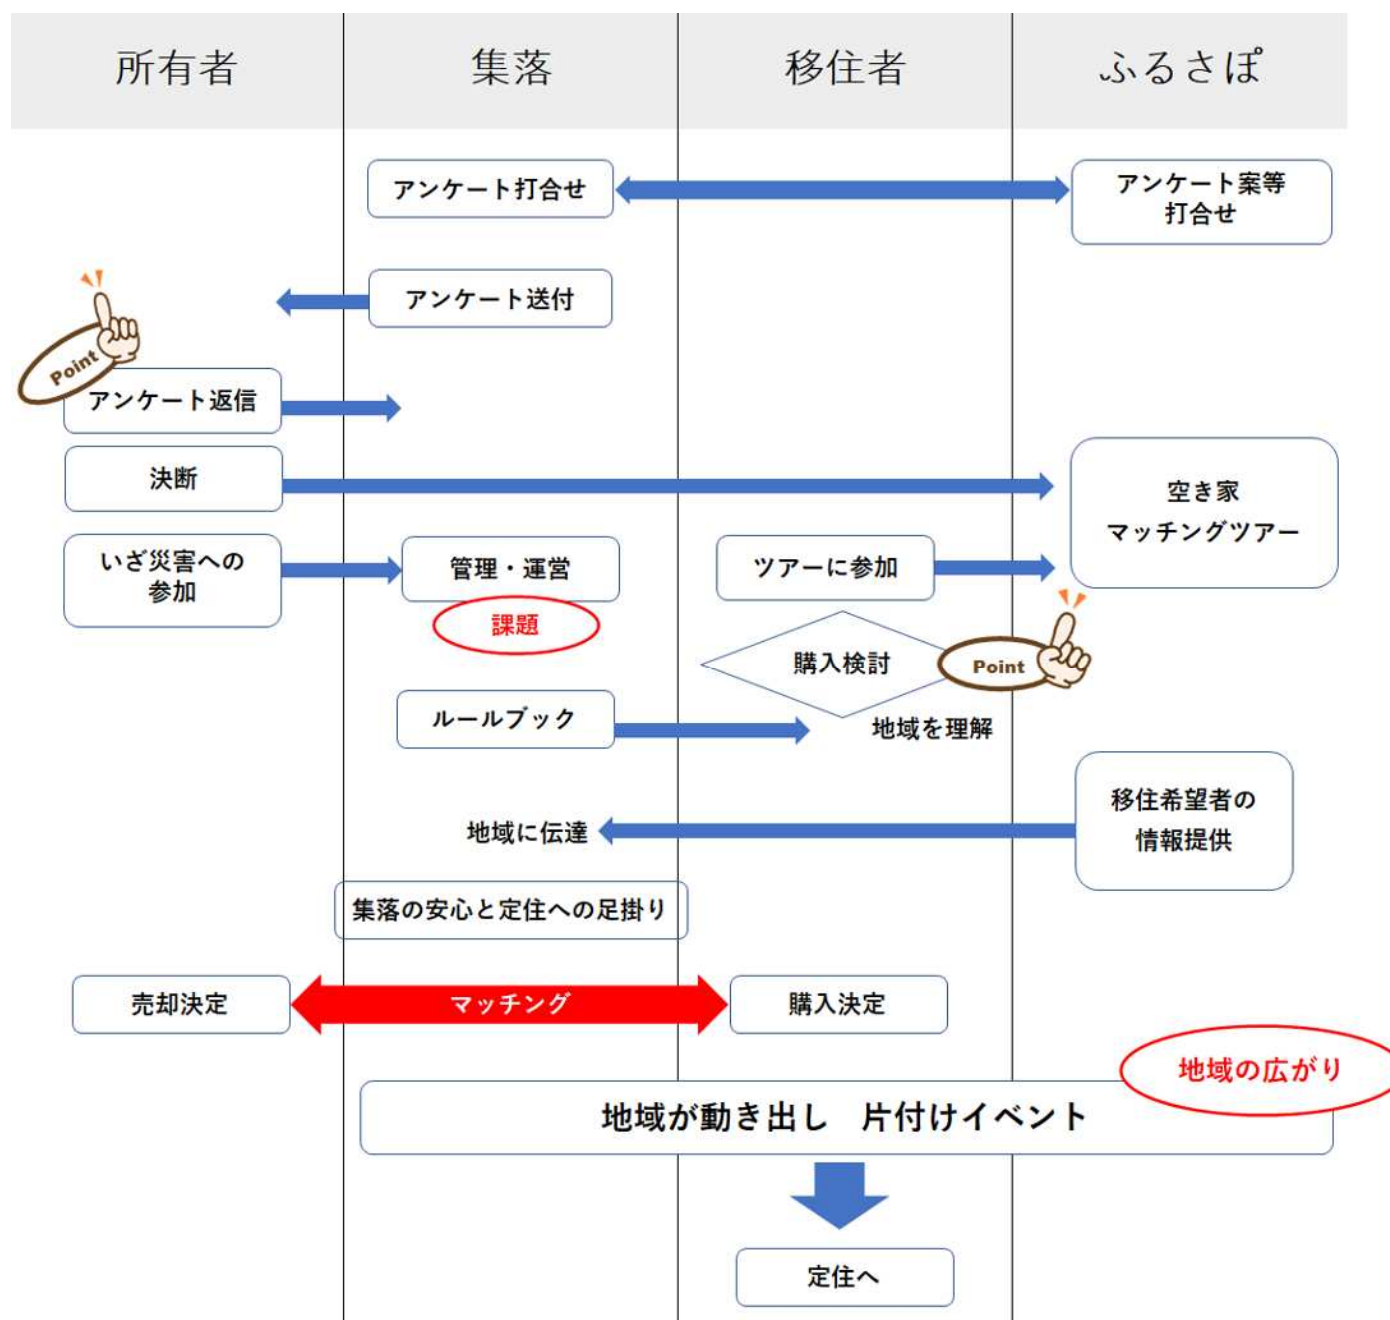 所有者
集落
移住者
ふるさぽ
アンケート打合せ
アンケート案等
打合せ
アンケート送付
Point
アンケート返信
決断
空き家
マッチングツアー
いざ災害への
参加
管理・運営
課題
ツアーに参加
購入検討
Point
ルールブック
地域を理解
移住希望者の
情報提供
地域に伝達
集落の安心と定住への足掛り
売却決定
マッチング
購入決定
地域の広がり
地域が動き出し　片付けイベント
定住へ